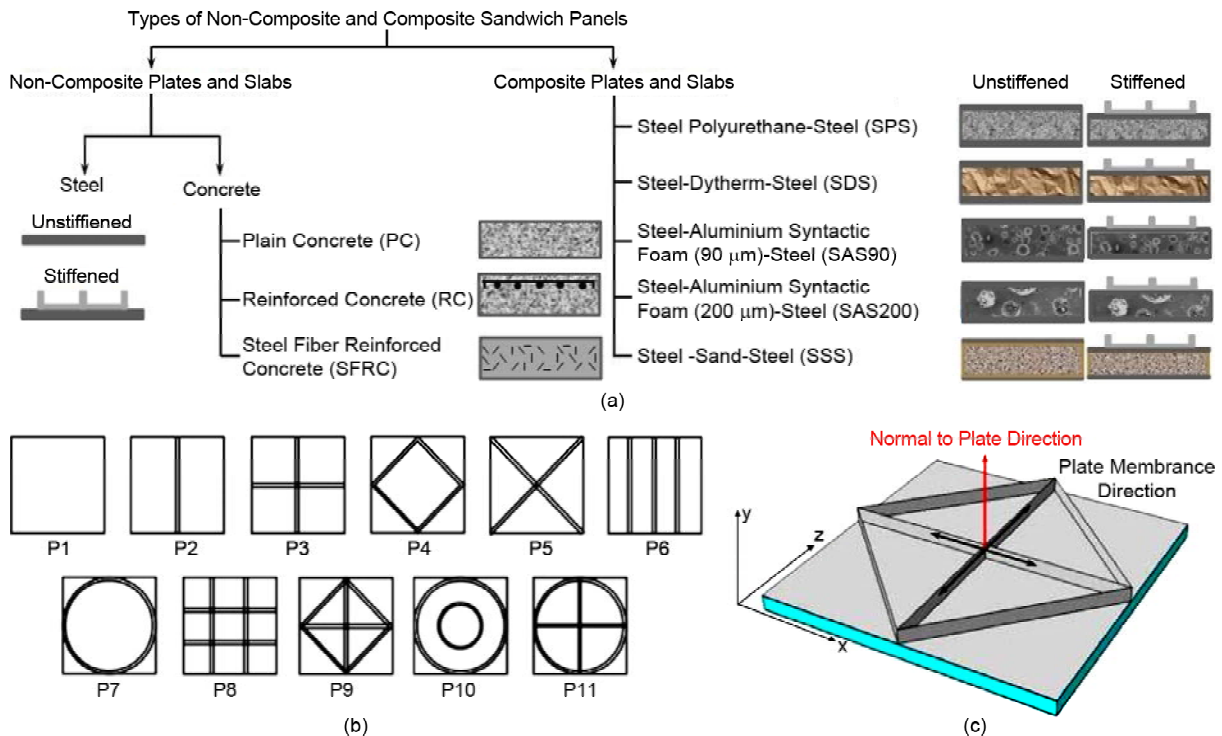 Types of Non-Composite and Composite Sandwich Panels
Non-Composite Plates and Slabs
Composite Plates and Slabs
Unstiffened
Stiffened
Steel
Concrete
Unstiffiened
Stiffened
Plain Concrete (PC)
Reinforced Concrete (RC)
Steel Fiber Reinforced
Concrete (SFRC)
Steel Polyurethane-Steel (SPS)
Steel-Dytherm-Steel (SDS)
Steel-Aluminium Syntactic
Foam (90 μm)-Steel (SAS90)
Steel-Aluminium Syntactic
Foam (200 μm)-Steel (SAS200)
Steel -Sand-Steel (SSS)
(a)
P1
P2
P3
P4
P5
P6
P7
P8
P9
P10
P11
(b)
Normal to Plate Direction
Plate Membrance
Direction
y
z
x
(c)